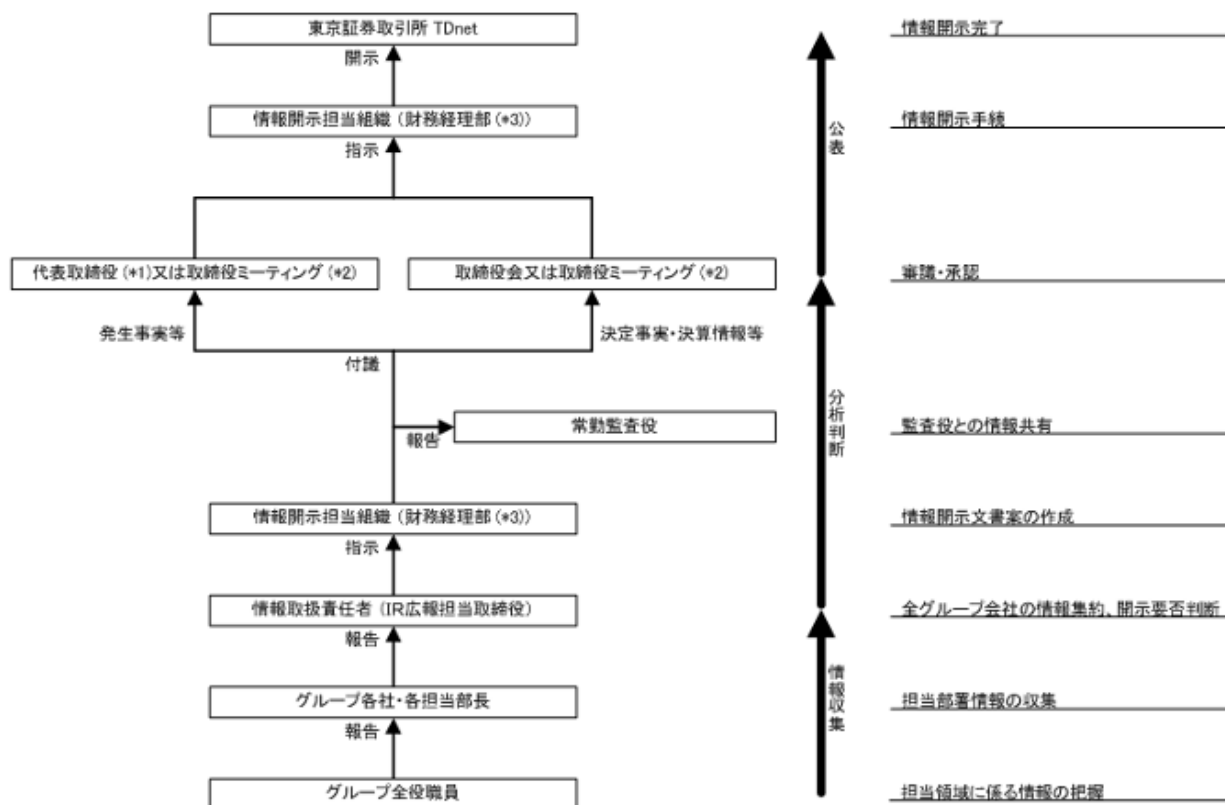 東京証券取引所 TDnet
情報開示完了
開示
情報開示担当組織（財務経理部（*3））
情報開示手続
公表
指示
代表取締役（*1）又は取締役ミーティング（*2）
取締役会又は取締役ミーティング（*2）
審議・承認
発生事実等
決定事実・決算情報等
付議
分析判断
常勤監査役
監査役との情報共有
報告
情報開示担当組織（財務経理部（*3））
情報開示文書案の作成
指示
情報取扱責任者（IR広報担当取締役）
全グループ会社の情報集約、開示要否判断
報告
情報収集
グループ各社・各担当部長
担当部署情報の収集
報告
グループ全役職員
担当領域に係る情報の把握